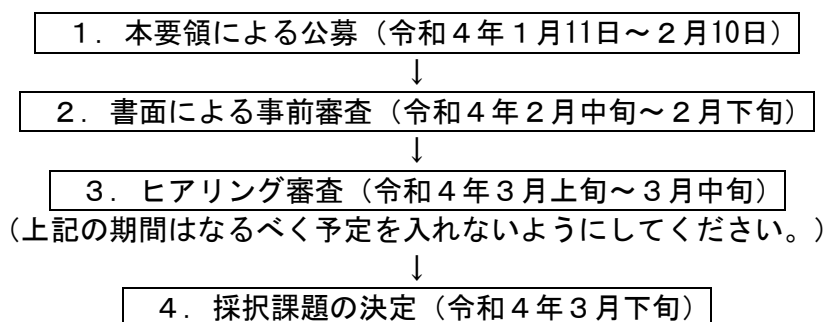 １．本要領による公募（令和４年１月11日～２月10日）
↓
２．書面による事前審査（令和４年２月中旬～２月下旬）
↓
３．ヒアリング審査（令和４年３月上旬～３月中旬）
（上記の期間はなるべく予定を入れないようにしてください。）
↓
４．採択課題の決定（令和４年３月下旬）